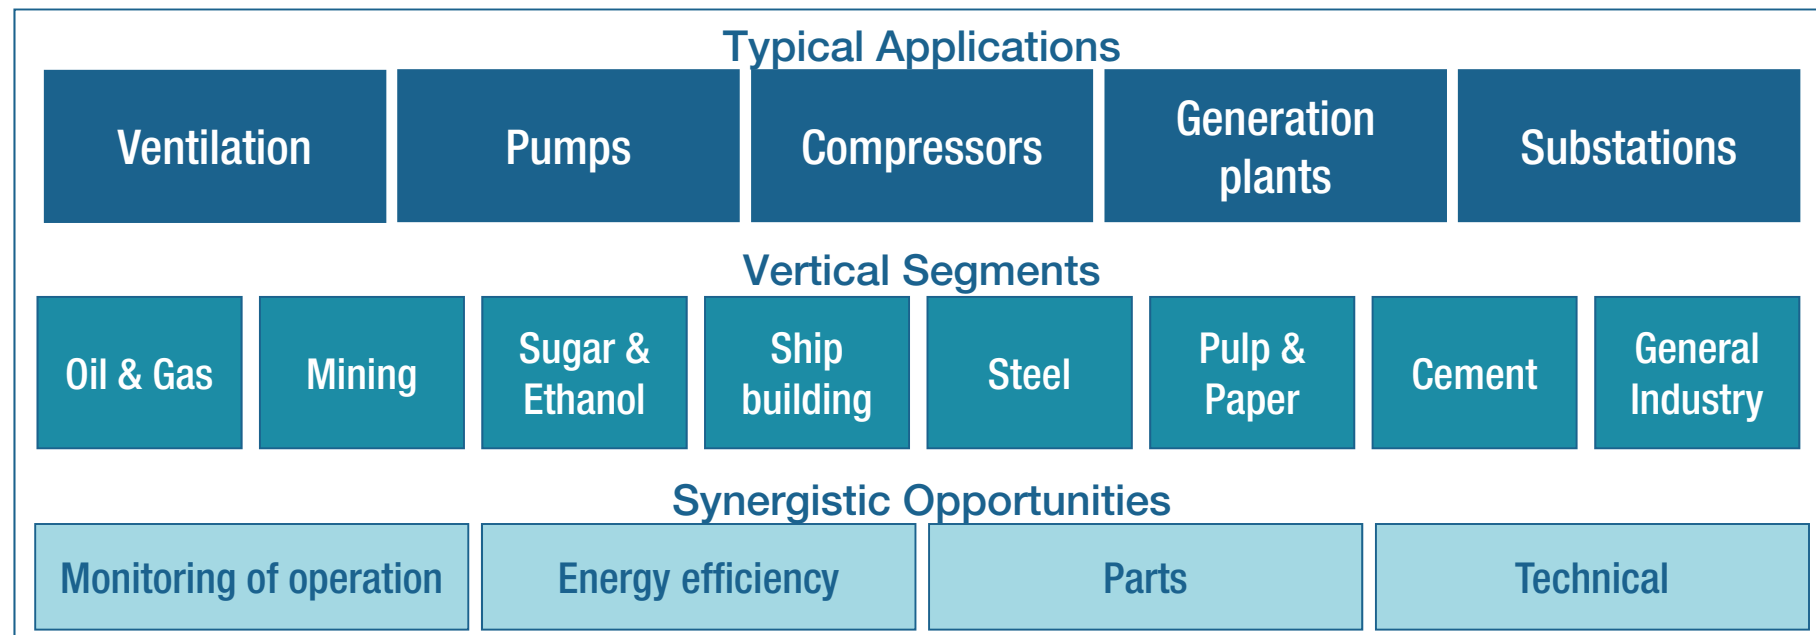 Typical Applications
Ventilation
Pumps
Compressors
Generation
plants
Substations
Vertical Segments
Oil & Gas
Mining
Sugar &
Ethanol
Ship
building
Steel
Pulp &
Paper
Cement
General
Industry
Synergistic Opportunities
Monitoring of operation
Energy efficiency
Parts
Technical